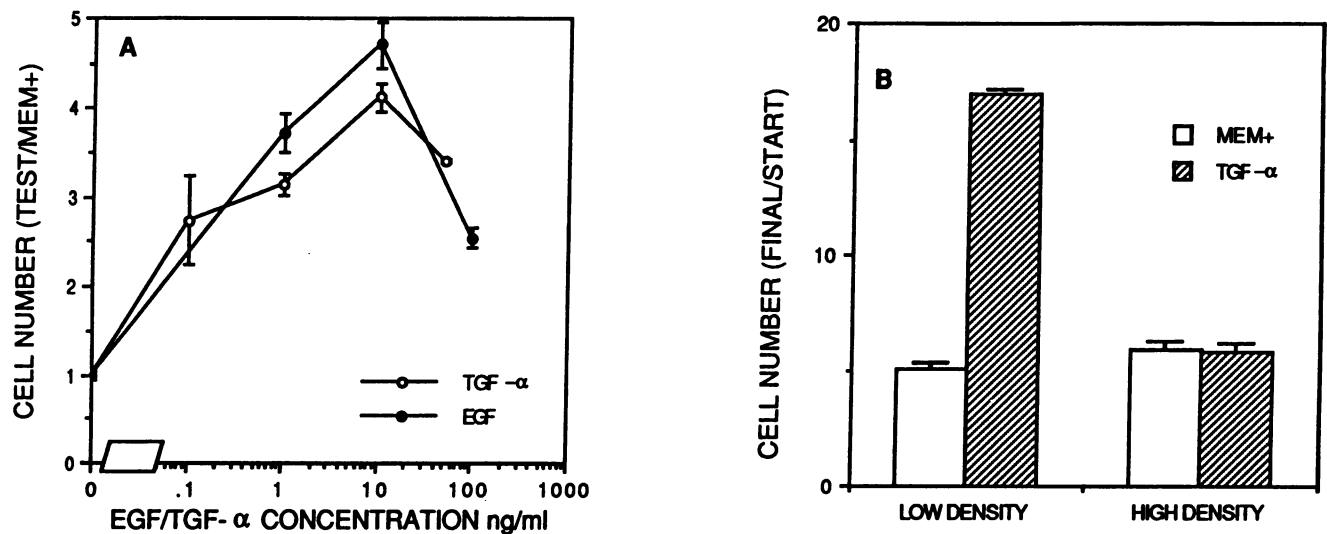 A
CELL NUMBER (TEST/MEM+)
5
4
3
2
1
0
TGF -α
EGF
0 .1 1 10 100 1000
EGF/TGF- α CONCENTRATION ng/ml
B
CELL NUMBER (FINAL/START)
20
10
0
MEM+
TGF-α
LOW DENSITY HIGH DENSITY